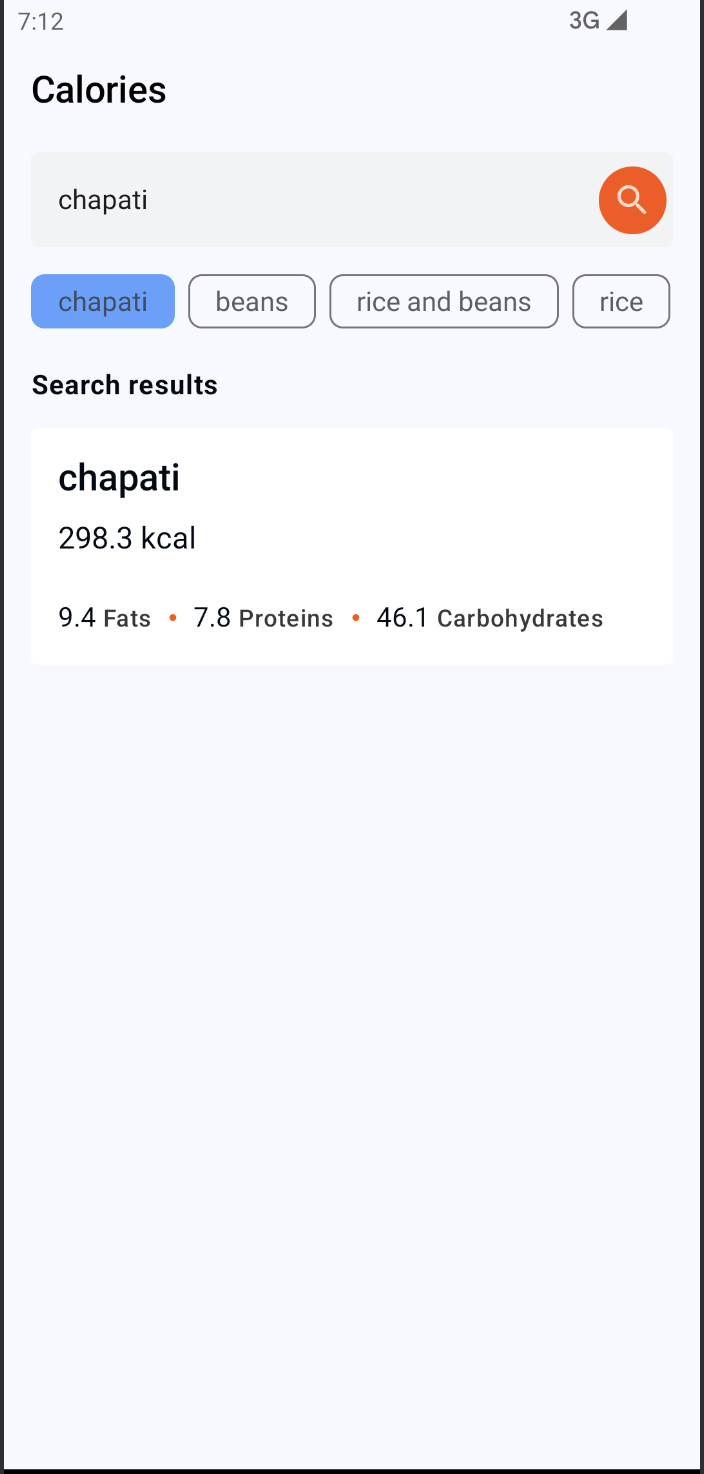 7:12 3G
Calories
chapati
chapati beans rice and beans rice
Search results
chapati
298.3 kcal
9.4 Fats • 7.8 Proteins • 46.1 Carbohydrates